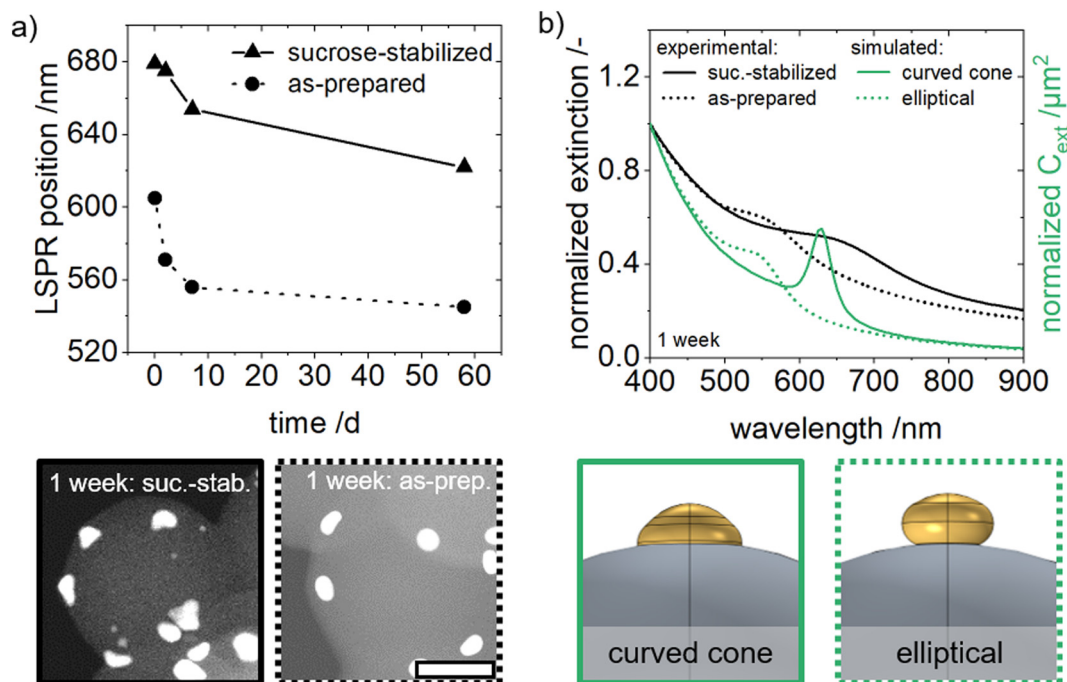 a)
LSPR position /nm
680
640
600
560
520
sucrose-stabilized
as-prepared
0 10 20 30 40 50 60
time /d
b)
normalized extinction /-
1.2
0.8
0.4
0.0
experimental: simulated:
suc.-stabilized curved cone
as-prepared elliptical
1 week
400 500 600 700 800 900
wavelength /nm
normalized C_ext /µm²
1 week: suc.-stab.
1 week: as-prep.
curved cone
elliptical